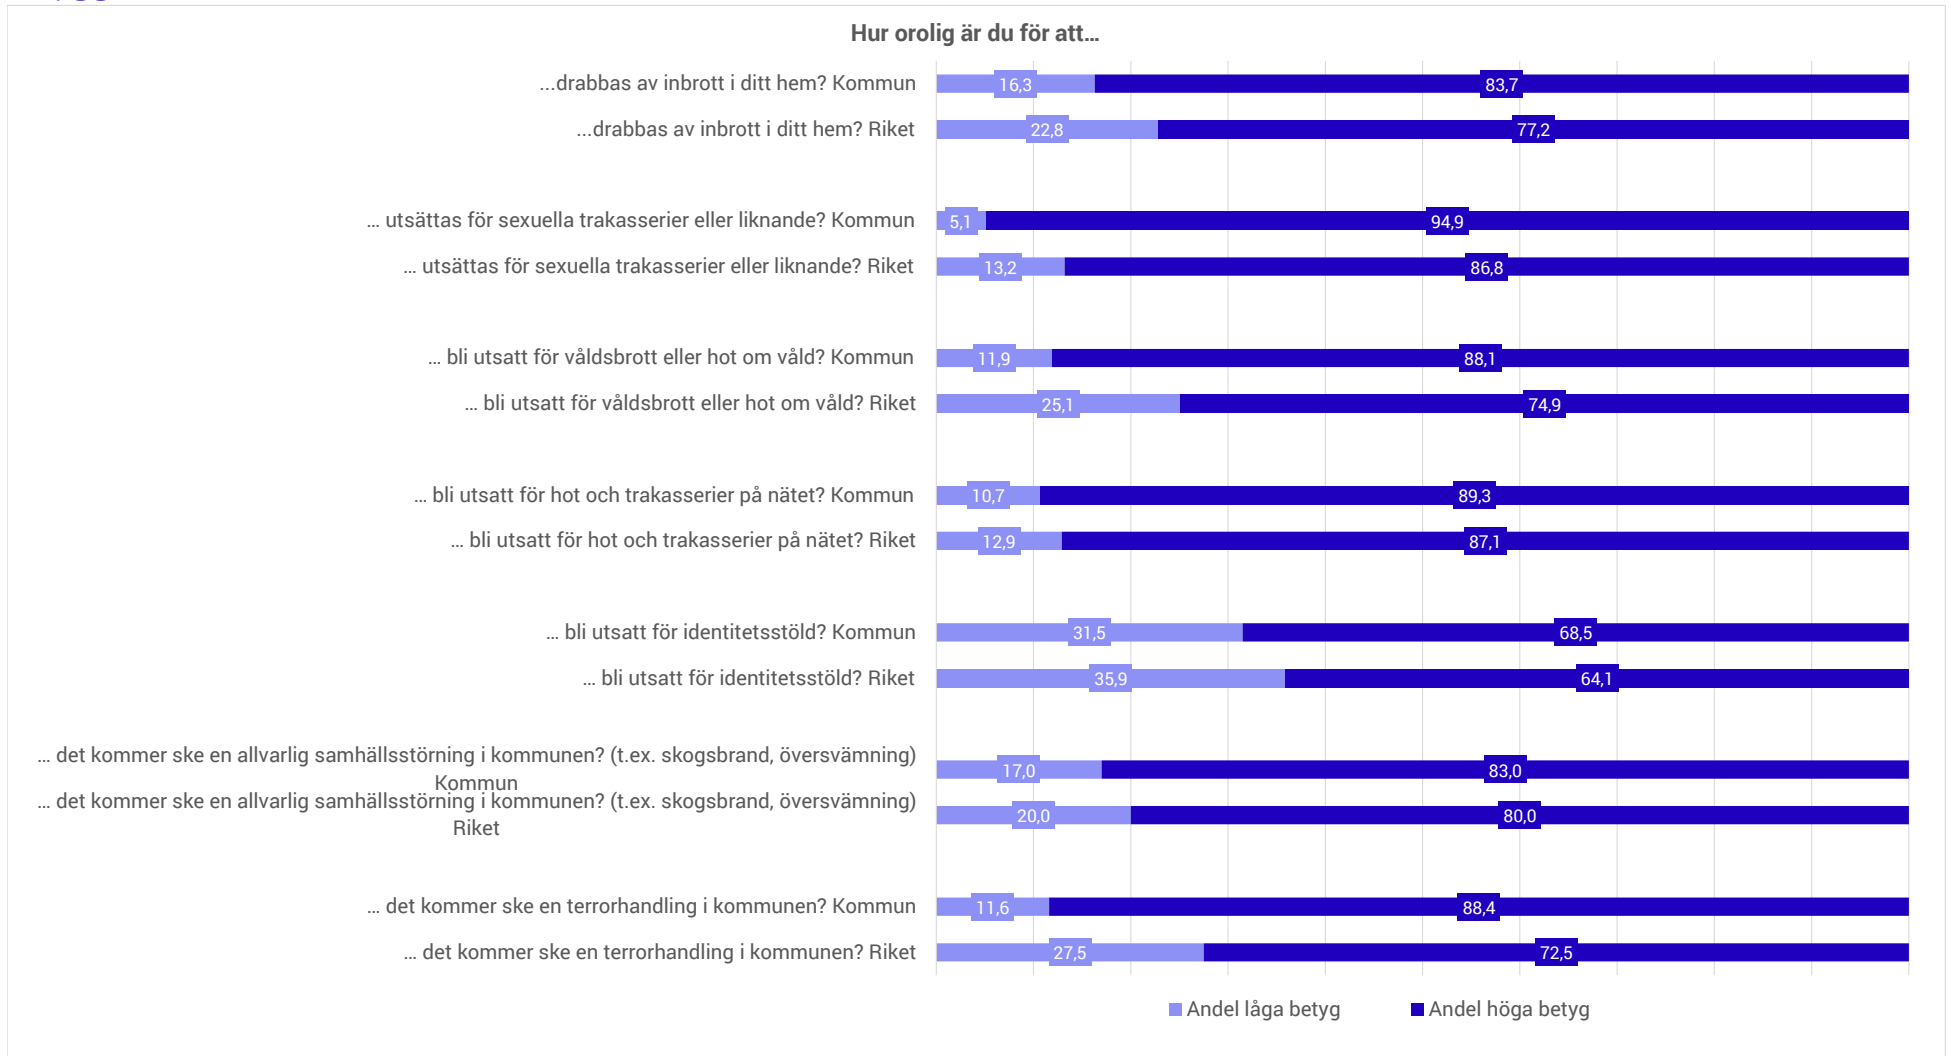 Hur orolig är du för att…
...drabbas av inbrott i ditt hem? Kommun
16,3
83,7
...drabbas av inbrott i ditt hem? Riket
22,8
77,2
… utsättas för sexuella trakasserier eller liknande? Kommun
5,1
94,9
… utsättas för sexuella trakasserier eller liknande? Riket
13,2
86,8
… bli utsatt för våldsbrott eller hot om våld? Kommun
11,9
88,1
… bli utsatt för våldsbrott eller hot om våld? Riket
25,1
74,9
… bli utsatt för hot och trakasserier på nätet? Kommun
10,7
89,3
… bli utsatt för hot och trakasserier på nätet? Riket
12,9
87,1
… bli utsatt för identitetsstöld? Kommun
31,5
68,5
… bli utsatt för identitetsstöld? Riket
35,9
64,1
… det kommer ske en allvarlig samhällsstörning i kommunen? (t.ex. skogsbrand, översvämning)
Kommun
17,0
83,0
… det kommer ske en allvarlig samhällsstörning i kommunen? (t.ex. skogsbrand, översvämning)
Riket
20,0
80,0
… det kommer ske en terrorhandling i kommunen? Kommun
11,6
88,4
… det kommer ske en terrorhandling i kommunen? Riket
27,5
72,5
Andel låga betyg
Andel höga betyg